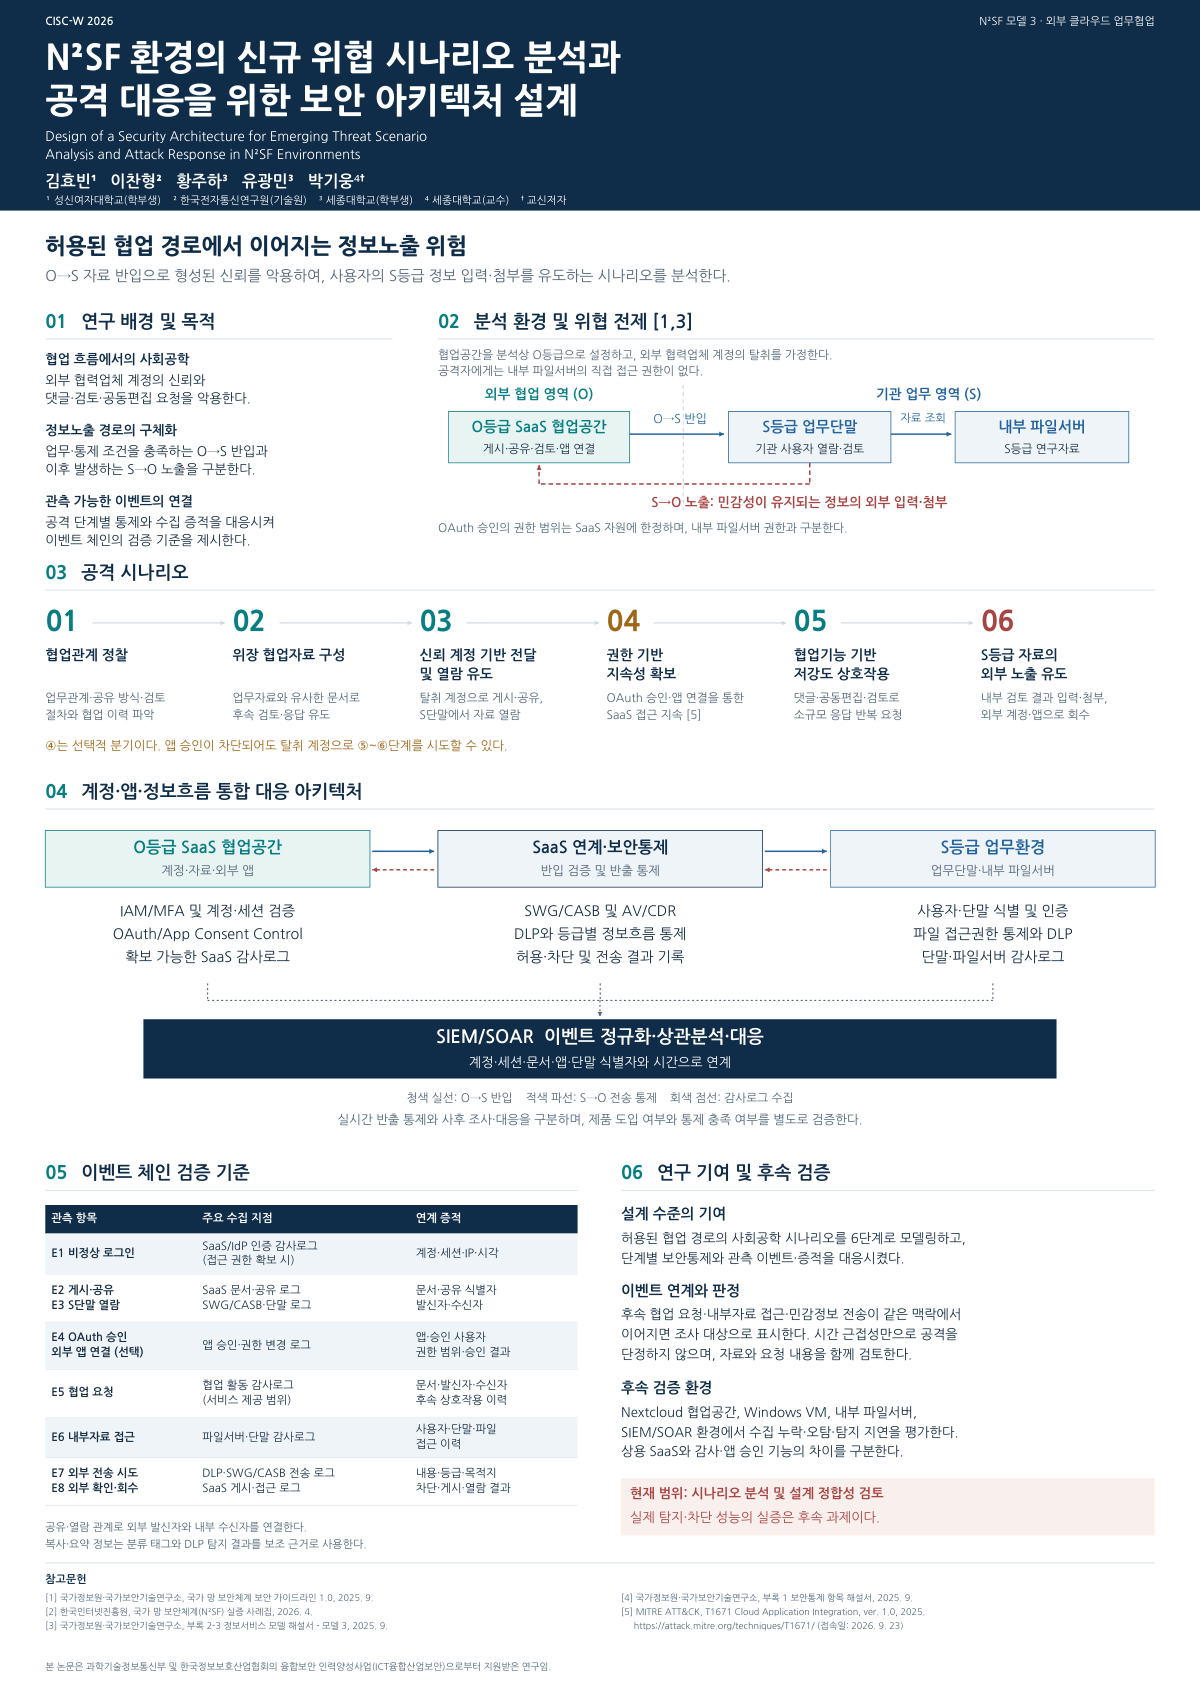 CISC-W 2026
N²SF 모델 3 · 외부 클라우드 업무협업
N²SF 환경의 신규 위협 시나리오 분석과
공격 대응을 위한 보안 아키텍처 설계
Design of a Security Architecture for Emerging Threat Scenario
Analysis and Attack Response in N²SF Environments
김효빈¹ 이찬형² 황주하³ 유광민³ 박기웅⁴†
¹ 성신여자대학교(학부생) ² 한국전자통신연구원(기술원) ³ 세종대학교(학부생) ⁴ 세종대학교(교수) † 교신저자
허용된 협업 경로에서 이어지는 정보노출 위험
O→S 자료 반입으로 형성된 신뢰를 악용하여, 사용자의 S등급 정보 입력·첨부를 유도하는 시나리오를 분석한다.
01 연구 배경 및 목적
협업 흐름에서의 사회공학
외부 협력업체 계정의 신뢰와
댓글·검토·공동편집 요청을 악용한다.
정보노출 경로의 구체화
업무·통제 조건을 충족하는 O→S 반입과
이후 발생하는 S→O 노출을 구분한다.
관측 가능한 이벤트의 연결
공격 단계별 통제와 수집 증적을 대응시켜
이벤트 체인의 검증 기준을 제시한다.
02 분석 환경 및 위협 전제 [1,3]
협업공간을 분석상 O등급으로 설정하고, 외부 협력업체 계정의 탈취를 가정한다.
공격자에게는 내부 파일서버의 직접 접근 권한이 없다.
외부 협업 영역 (O)
기관 업무 영역 (S)
O등급 SaaS 협업공간
게시·공유·검토·앱 연결
O→S 반입
S등급 업무단말
기관 사용자 열람·검토
자료 조회
내부 파일서버
S등급 연구자료
S→O 노출: 민감성이 유지되는 정보의 외부 입력·첨부
OAuth 승인의 권한 범위는 SaaS 자원에 한정하며, 내부 파일서버 권한과 구분한다.
03 공격 시나리오
01
협업관계 정찰
업무관계·공유 방식·검토
절차와 협업 이력 파악
02
위장 협업자료 구성
업무자료와 유사한 문서로
후속 검토·응답 유도
03
신뢰 계정 기반 전달
및 열람 유도
탈취 계정으로 게시·공유,
S단말에서 자료 열람
04
권한 기반
지속성 확보
OAuth 승인·앱 연결을 통한
SaaS 접근 지속 [5]
05
협업기능 기반
저강도 상호작용
댓글·공동편집·검토로
소규모 응답 반복 요청
06
S등급 자료의
외부 노출 유도
내부 검토 결과 입력·첨부,
외부 계정·앱으로 회수
④는 선택적 분기이다. 앱 승인이 차단되어도 탈취 계정으로 ⑤~⑥단계를 시도할 수 있다.
04 계정·앱·정보흐름 통합 대응 아키텍처
O등급 SaaS 협업공간
계정·자료·외부 앱
SaaS 연계·보안통제
반입 검증 및 반출 통제
S등급 업무환경
업무단말·내부 파일서버
IAM/MFA 및 계정·세션 검증
OAuth/App Consent Control
확보 가능한 SaaS 감사로그
SWG/CASB 및 AV/CDR
DLP와 등급별 정보흐름 통제
허용·차단 및 전송 결과 기록
사용자·단말 식별 및 인증
파일 접근권한 통제와 DLP
단말·파일서버 감사로그
SIEM/SOAR 이벤트 정규화·상관분석·대응
계정·세션·문서·앱·단말 식별자와 시간으로 연계
청색 실선: O→S 반입 적색 파선: S→O 전송 통제 회색 점선: 감사로그 수집
실시간 반출 통제와 사후 조사·대응을 구분하며, 제품 도입 여부와 통제 충족 여부를 별도로 검증한다.
05 이벤트 체인 검증 기준
관측 항목 주요 수집 지점 연계 증적
E1 비정상 로그인
SaaS/IdP 인증 감사로그
(접근 권한 확보 시)
계정·세션·IP·시각
E2 게시·공유
E3 S단말 열람
SaaS 문서·공유 로그
SWG/CASB·단말 로그
문서·공유 식별자
발신자·수신자
E4 OAuth 승인
외부 앱 연결 (선택)
앱 승인·권한 변경 로그
앱·승인 사용자
권한 범위·승인 결과
E5 협업 요청
협업 활동 감사로그
(서비스 제공 범위)
문서·발신자·수신자
후속 상호작용 이력
E6 내부자료 접근
파일서버·단말 감사로그
사용자·단말·파일
접근 이력
E7 외부 전송 시도
E8 외부 확인·회수
DLP·SWG/CASB 전송 로그
SaaS 게시·접근 로그
내용·등급·목적지
차단·게시·열람 결과
공유·열람 관계로 외부 발신자와 내부 수신자를 연결한다.
복사·요약 정보는 분류 태그와 DLP 탐지 결과를 보조 근거로 사용한다.
06 연구 기여 및 후속 검증
설계 수준의 기여
허용된 협업 경로의 사회공학 시나리오를 6단계로 모델링하고,
단계별 보안통제와 관측 이벤트·증적을 대응시켰다.
이벤트 연계와 판정
후속 협업 요청·내부자료 접근·민감정보 전송이 같은 맥락에서
이어지면 조사 대상으로 표시한다. 시간 근접성만으로 공격을
단정하지 않으며, 자료와 요청 내용을 함께 검토한다.
후속 검증 환경
Nextcloud 협업공간, Windows VM, 내부 파일서버,
SIEM/SOAR 환경에서 수집 누락·오탐·탐지 지연을 평가한다.
상용 SaaS와 감사·앱 승인 기능의 차이를 구분한다.
현재 범위: 시나리오 분석 및 설계 정합성 검토
실제 탐지·차단 성능의 실증은 후속 과제이다.
참고문헌
[1] 국가정보원·국가보안기술연구소, 국가 망 보안체계 보안 가이드라인 1.0, 2025. 9.
[2] 한국인터넷진흥원, 국가 망 보안체계(N²SF) 실증 사례집, 2026. 4.
[3] 국가정보원·국가보안기술연구소, 부록 2-3 정보서비스 모델 해설서 - 모델 3, 2025. 9.
[4] 국가정보원·국가보안기술연구소, 부록 1 보안통제 항목 해설서, 2025. 9.
[5] MITRE ATT&CK, T1671 Cloud Application Integration, ver. 1.0, 2025.
https://attack.mitre.org/techniques/T1671/ (접속일: 2026. 9. 23)
본 논문은 과학기술정보통신부 및 한국정보보호산업협회의 융합보안 인력양성사업(ICT융합산업보안)으로부터 지원받은 연구임.